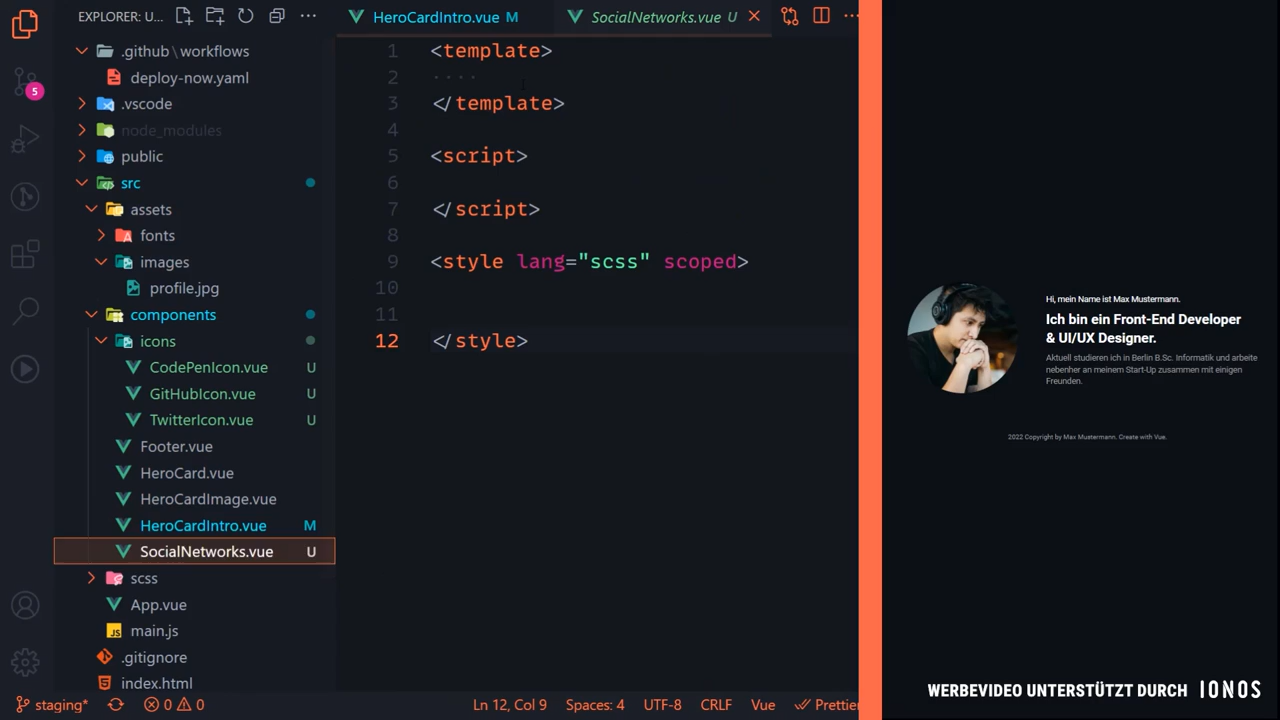 EXPLORER: U...
.github\workflows
deploy-now.yaml
.vscode
node_modules
public
src
assets
fonts
images
profile.jpg
components
icons
CodePenIcon.vue U
GitHubIcon.vue U
TwitterIcon.vue U
Footer.vue
HeroCard.vue
HeroCardImage.vue
HeroCardIntro.vue M
SocialNetworks.vue U
scss
App.vue
JS main.js
.gitignore
index.html
5
HeroCardIntro.vue M SocialNetworks.vue U
1 <template>
2 ····
3 </template>
4
5 <script>
6
7 </script>
8
9 <style lang="scss" scoped>
10
11
12 </style>
staging* 0 0 Ln 12, Col 9 Spaces: 4 UTF-8 CRLF Vue Prettier
Hi, mein Name ist Max Mustermann.
Ich bin ein Front-End Developer
& UI/UX Designer.
Aktuell studieren ich in Berlin B.Sc. Informatik und arbeite
nebenher an meinem Start-Up zusammen mit einigen
Freunden.
2022 Copyright by Max Mustermann. Create with Vue.
WERBEVIDEO UNTERSTÜTZT DURCH IONOS